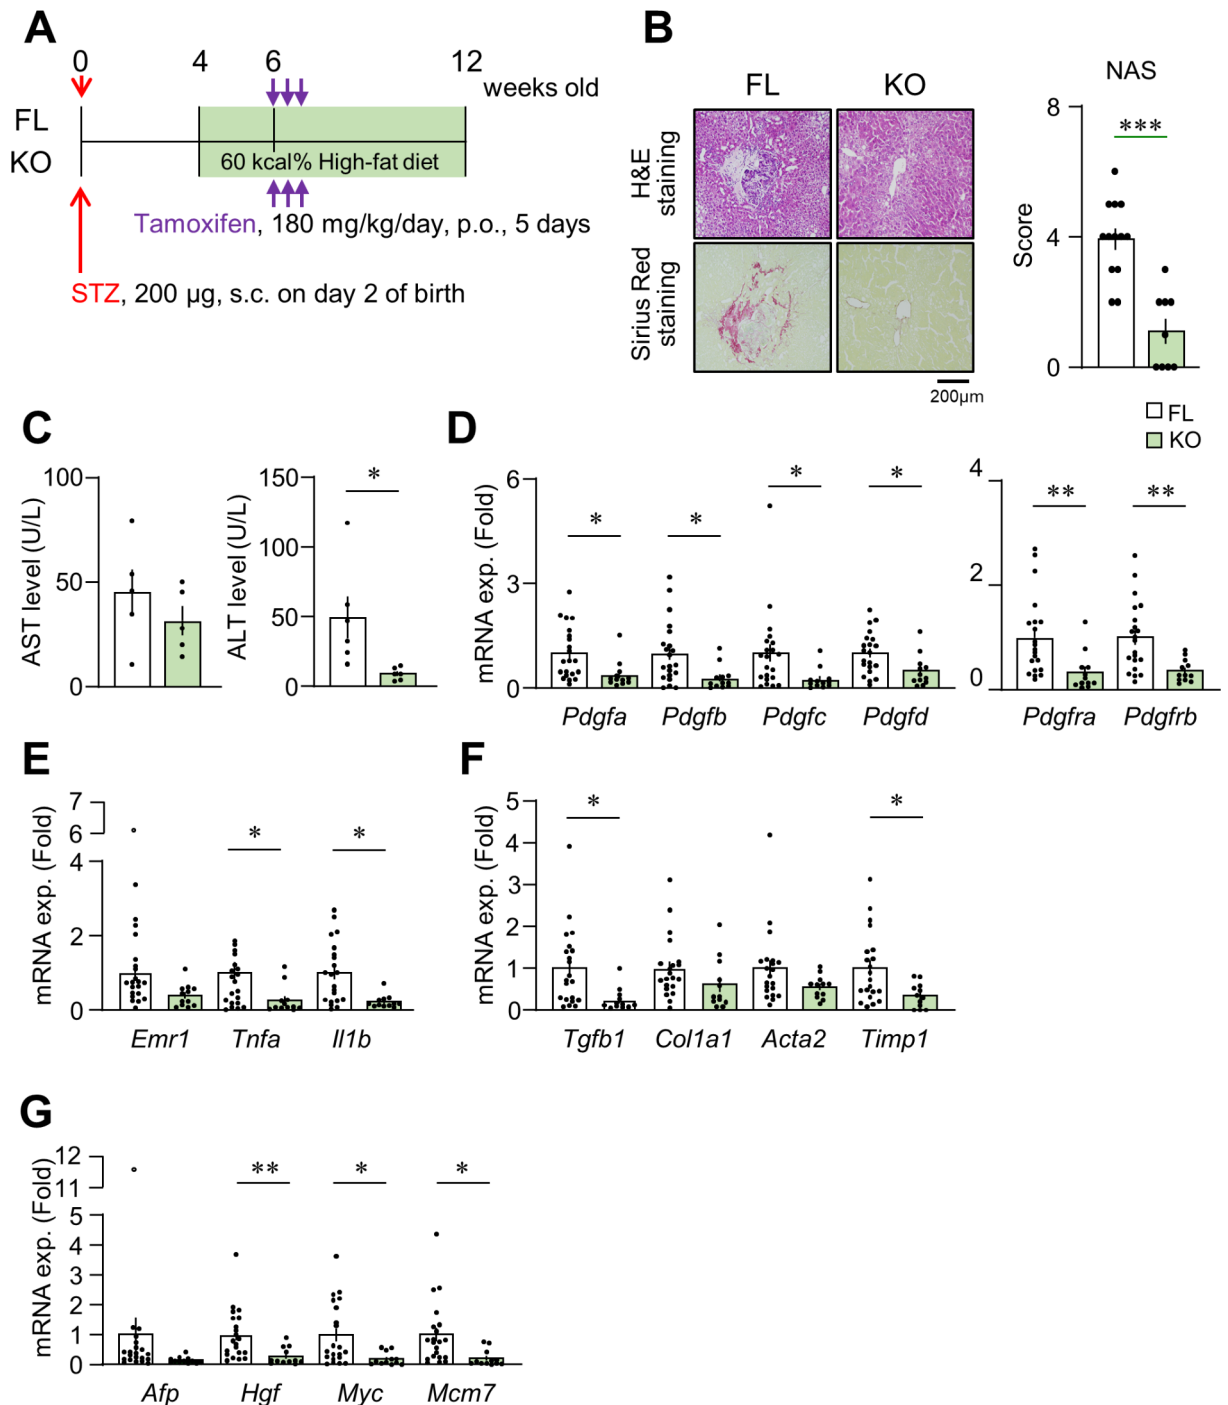 A
0 4 6 12
weeks old
FL
KO
60 kcal% High-fat diet
Tamoxifen, 180 mg/kg/day, p.o., 5 days
STZ, 200 µg, s.c. on day 2 of birth
B
FL KO
H&E
staining
Sirius Red
staining
200µm
NAS
Score
8
4
0
***
FL
KO
C
AST level (U/L)
100
50
0
ALT level (U/L)
150
100
50
0
*
D
mRNA exp. (Fold)
6
3
0
* * * *
Pdgfa Pdgfb Pdgfc Pdgfd
4
2
0
** **
Pdgfra Pdgfrb
E
mRNA exp. (Fold)
7
6
4
2
0
* *
Emr1 Tnfa Il1b
F
mRNA exp. (Fold)
5
4
3
2
1
0
* *
Tgfb1 Col1a1 Acta2 Timp1
G
mRNA exp. (Fold)
12
11
5
4
3
2
1
0
** * *
Afp Hgf Myc Mcm7